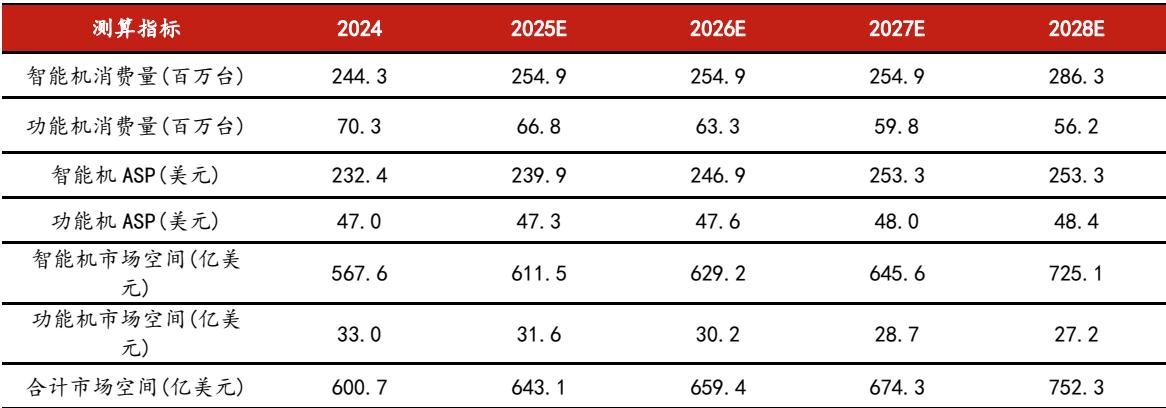 测算指标 2024 2025E 2026E 2027E 2028E
智能机消费量(百万台) 244.3 254.9 254.9 254.9 286.3
功能机消费量(百万台) 70.3 66.8 63.3 59.8 56.2
智能机 ASP(美元) 232.4 239.9 246.9 253.3 253.3
功能机 ASP(美元) 47.0 47.3 47.6 48.0 48.4
智能机市场空间(亿美
元) 567.6 611.5 629.2 645.6 725.1
功能机市场空间(亿美
元) 33.0 31.6 30.2 28.7 27.2
合计市场空间(亿美元) 600.7 643.1 659.4 674.3 752.3